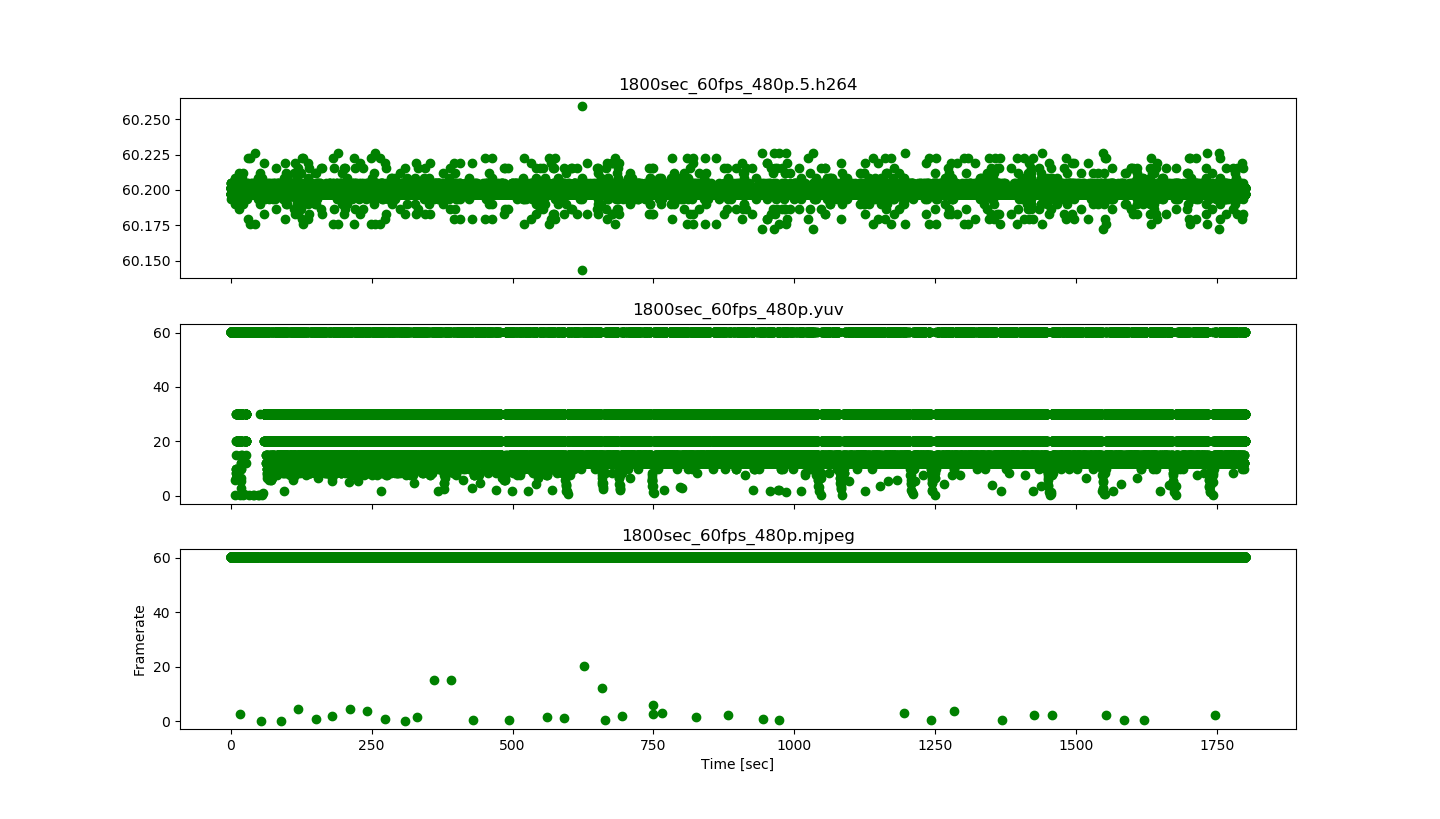 1800sec_60fps_480p.5.h264
60.250
60.225
60.200
60.175
60.150
1800sec_60fps_480p.yuv
60
40
20
0
1800sec_60fps_480p.mjpeg
60
40
20
0
Framerate
0 250 500 750 1000 1250 1500 1750
Time [sec]